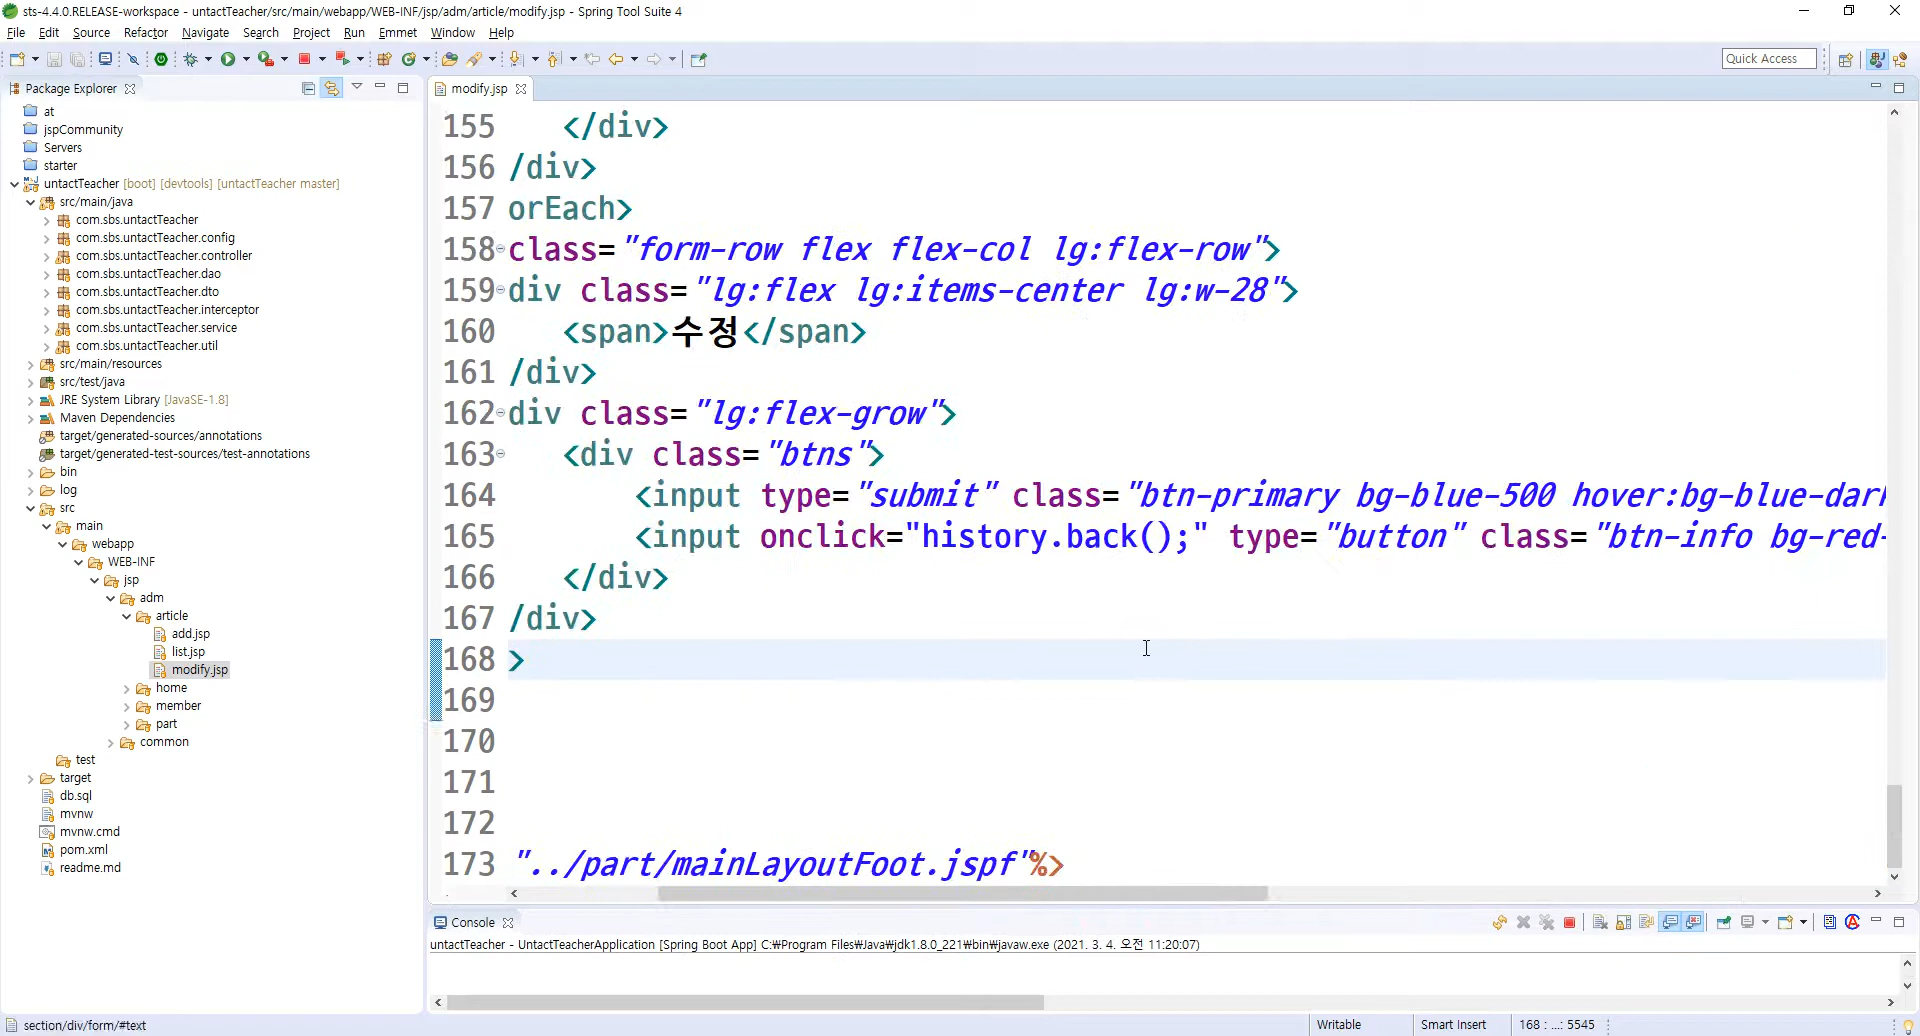 sts-4.4.0.RELEASE-workspace - untactTeacher/src/main/webapp/WEB-INF/jsp/adm/article/modify.jsp - Spring Tool Suite 4
File Edit Source Refactor Navigate Search Project Run Emmet Window Help
Quick Access
Package Explorer
modify.jsp
at
jspCommunity
Servers
starter
untactTeacher [boot] [devtools] [untactTeacher master]
src/main/java
com.sbs.untactTeacher
com.sbs.untactTeacher.config
com.sbs.untactTeacher.controller
com.sbs.untactTeacher.dao
com.sbs.untactTeacher.dto
com.sbs.untactTeacher.interceptor
com.sbs.untactTeacher.service
com.sbs.untactTeacher.util
src/main/resources
src/test/java
JRE System Library [JavaSE-1.8]
Maven Dependencies
target/generated-sources/annotations
target/generated-test-sources/test-annotations
bin
log
src
main
webapp
WEB-INF
jsp
adm
article
add.jsp
list.jsp
modify.jsp
home
member
part
common
test
target
db.sql
mvnw
mvnw.cmd
pom.xml
readme.md
155 </div>
156 /div>
157 orEach>
158 class="form-row flex flex-col lg:flex-row">
159 div class="lg:flex lg:items-center lg:w-28">
160 <span>수정</span>
161 /div>
162 div class="lg:flex-grow">
163 <div class="btns">
164 <input type="submit" class="btn-primary bg-blue-500 hover:bg-blue-dark
165 <input onclick="history.back();" type="button" class="btn-info bg-red-
166 </div>
167 /div>
168 >
169
170
171
172
173 "../part/mainLayoutFoot.jspf"%>
Console
untactTeacher - UntactTeacherApplication [Spring Boot App] C:₩Program Files₩Java₩jdk1.8.0_221₩bin₩javaw.exe (2021. 3. 4. 오전 11:20:07)
section/div/form/#text
Writable
Smart Insert
168 : ...: 5545